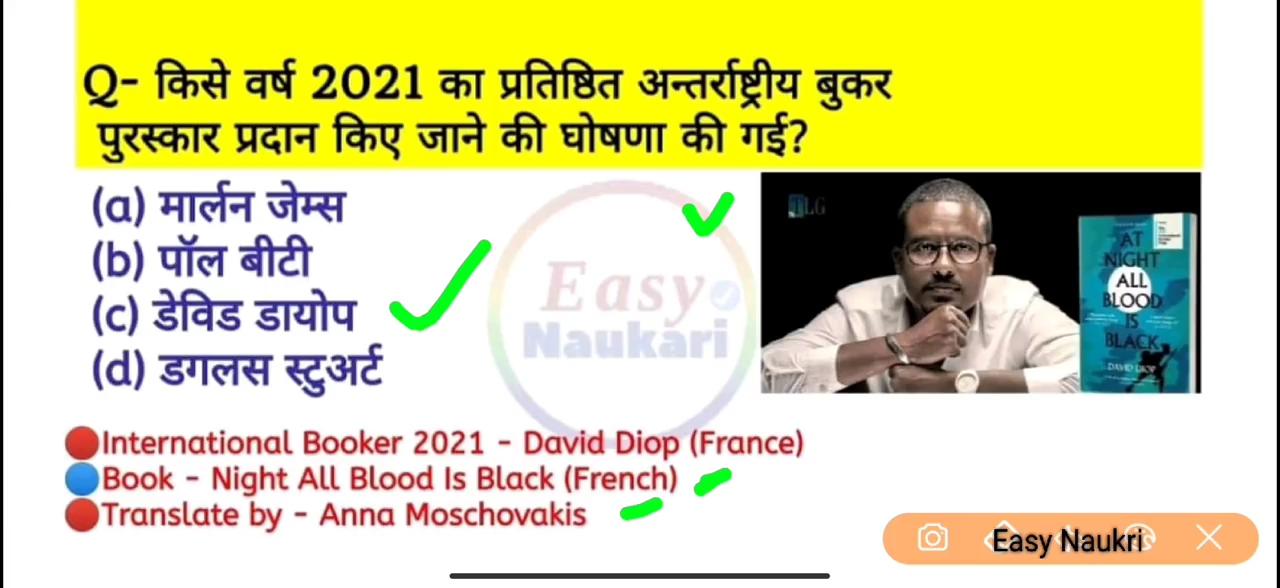 Q- किसे वर्ष 2021 का प्रतिष्ठित अन्तर्राष्ट्रीय बुकर
पुरस्कार प्रदान किए जाने की घोषणा की गई?
(a) मार्लन जेम्स
(b) पॉल बीटी
(c) डेविड डायोप
(d) डगलस स्टुअर्ट
Easy
Naukari
TLG
AT
NIGHT
ALL
BLOOD
IS
BLACK
DAVID DIOP
International Booker 2021 - David Diop (France)
Book - Night All Blood Is Black (French)
Translate by - Anna Moschovakis
Easy Naukri